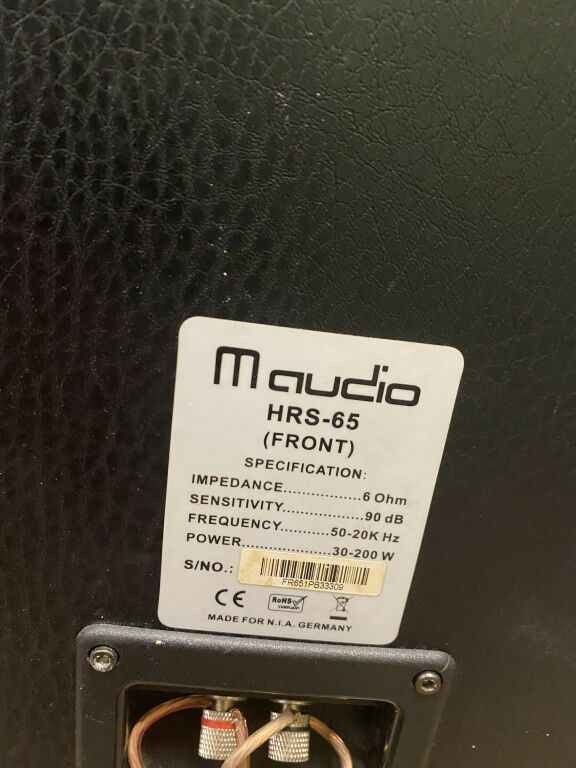 m audio
HRS-65
(FRONT)
SPECIFICATION:
IMPEDANCE................6 Ohm
SENSITIVITY.................90 dB
FREQUENCY...........50-20K Hz
POWER....................30-200 W
S/NO.:
FR651PB33309
CE RoHS
COMPLIANT
MADE FOR N.I.A. GERMANY